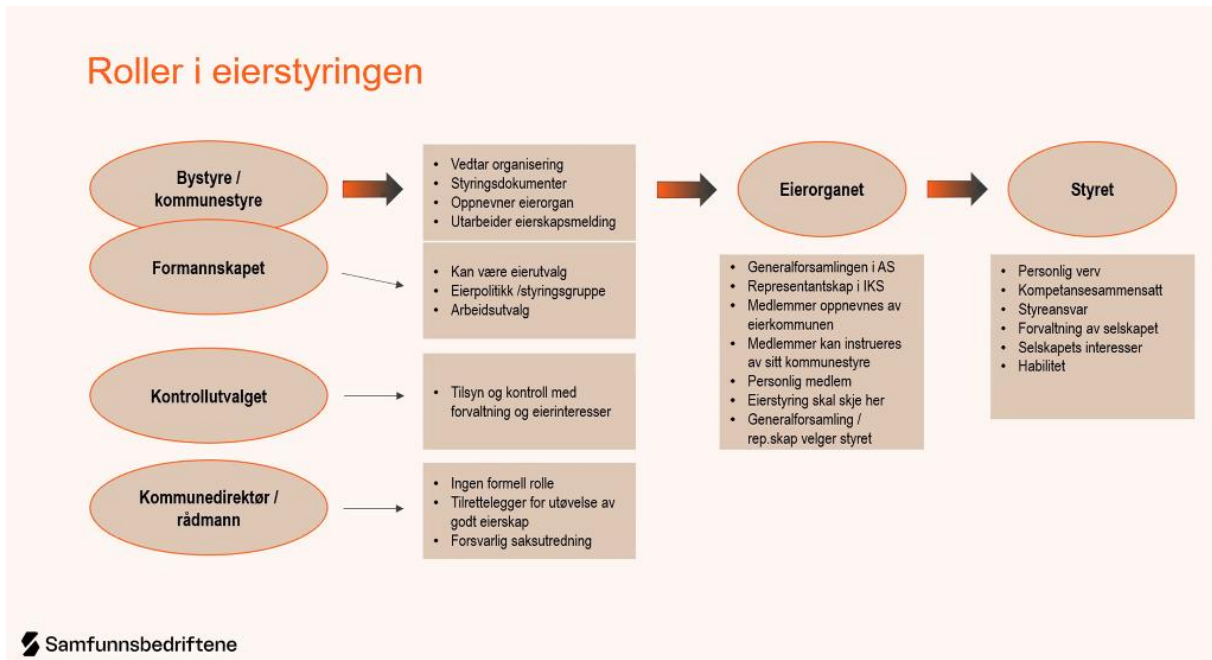 Roller i eierstyringen
Bystyre /
kommunestyre
• Vedtar organisering
• Styringsdokumenter
• Oppnevner eierorgan
• Utarbeider eierskapsmelding
Eierorganet
Styret
Formannskapet
• Kan være eierutvalg
• Eierpolitikk /styringsgruppe
• Arbeidsutvalg
• Generalforsamlingen i AS
• Representantskap i IKS
• Medlemmer oppnevnes av
eierkommunen
• Medlemmer kan instrueres
av sitt kommunestyre
• Personlig medlem
• Eierstyring skal skje her
• Generalforsamling /
rep.skap velger styret
• Personlig verv
• Kompetansesammensatt
• Styreansvar
• Forvaltning av selskapet
• Selskapets interesser
• Habilitet
Kontrollutvalget
• Tilsyn og kontroll med
forvaltning og eierinteresser
Kommunedirektør /
rådmann
• Ingen formell rolle
• Tilrettelegger for utøvelse av
godt eierskap
• Forsvarlig saksutredning
Samfunnsbedriftene